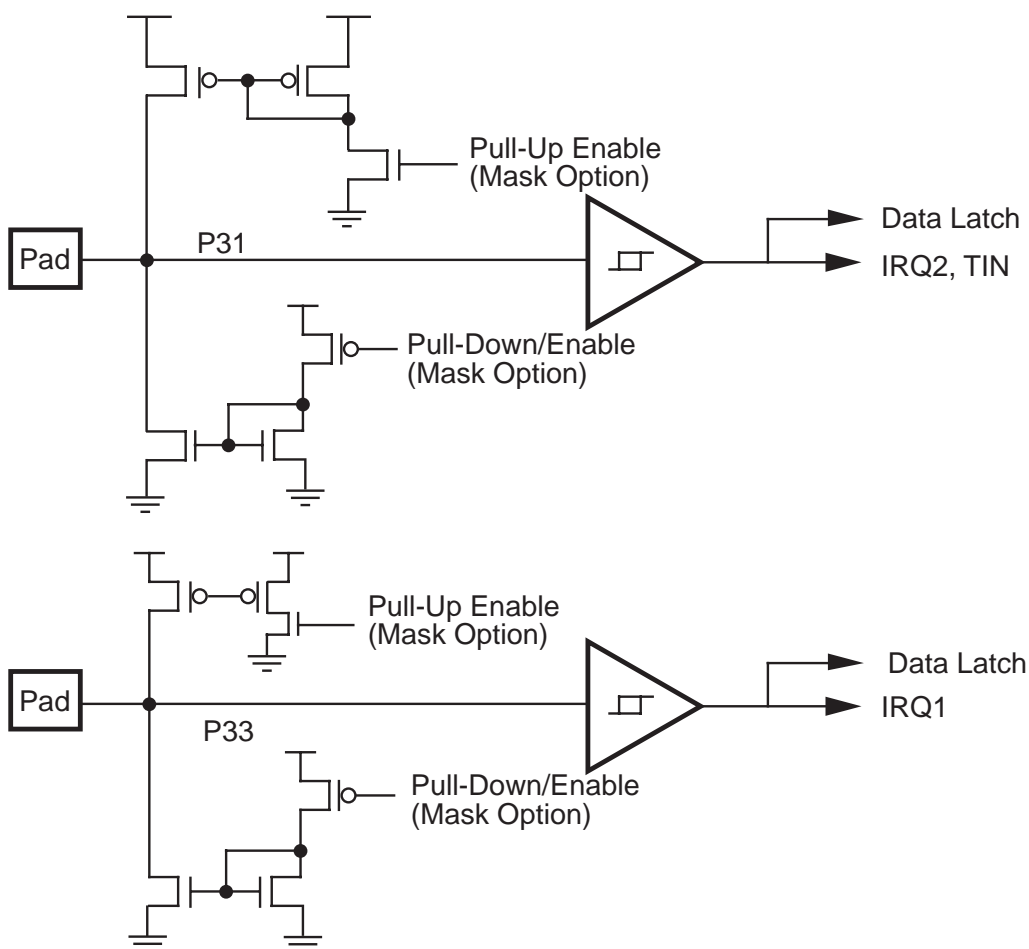 Pull-Up Enable
(Mask Option)
Data Latch
Pad
P31
IRQ2, TIN
Pull-Down/Enable
(Mask Option)
Pull-Up Enable
(Mask Option)
Data Latch
Pad
IRQ1
P33
Pull-Down/Enable
(Mask Option)